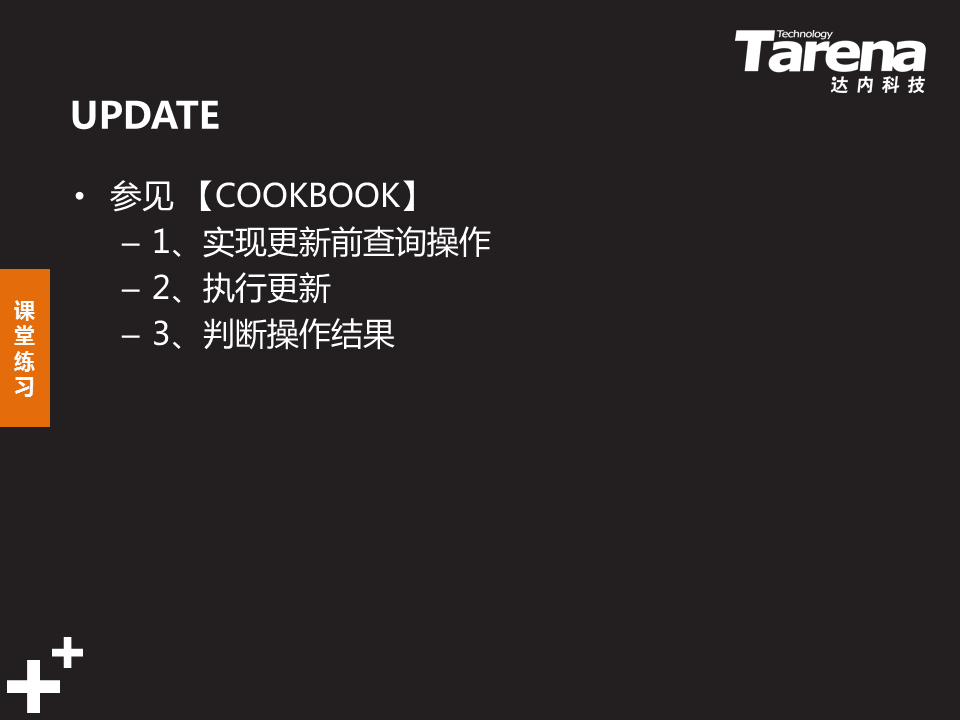 Technology
Tarena
达内科技
UPDATE
• 参见【COOKBOOK】
– 1、实现更新前查询操作
– 2、执行更新
– 3、判断操作结果
课
堂
练
习